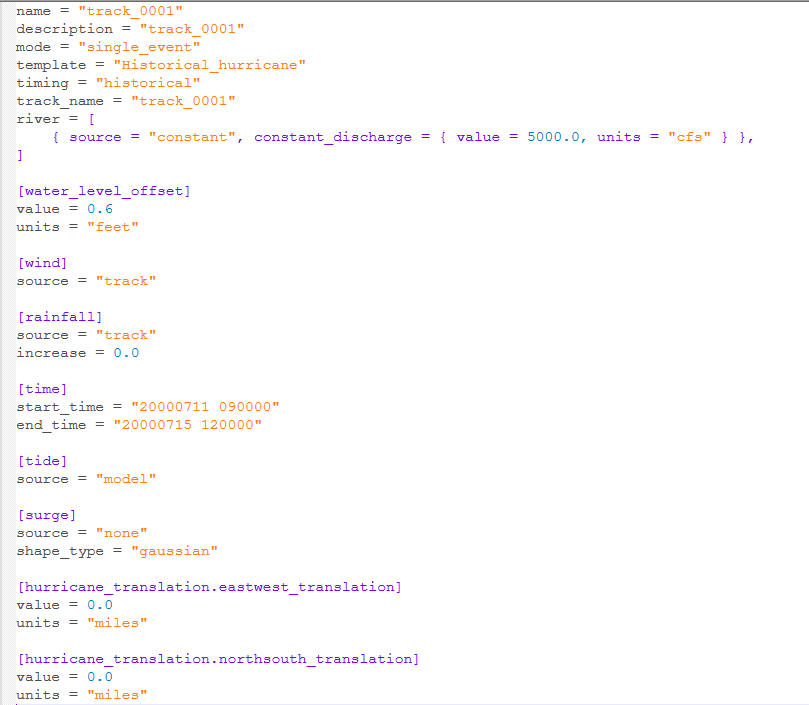 name = "track_0001"
description = "track_0001"
mode = "single_event"
template = "Historical_hurricane"
timing = "historical"
track_name = "track_0001"
river = [
    { source = "constant", constant_discharge = { value = 5000.0, units = "cfs" } },
]

[water_level_offset]
value = 0.6
units = "feet"

[wind]
source = "track"

[rainfall]
source = "track"
increase = 0.0

[time]
start_time = "20000711 090000"
end_time = "20000715 120000"

[tide]
source = "model"

[surge]
source = "none"
shape_type = "gaussian"

[hurricane_translation.eastwest_translation]
value = 0.0
units = "miles"

[hurricane_translation.northsouth_translation]
value = 0.0
units = "miles"